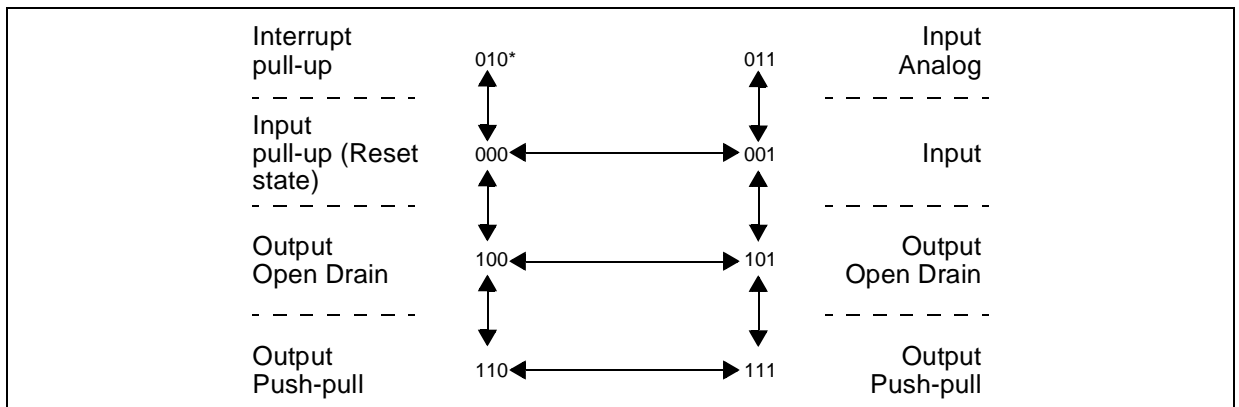 Interrupt
pull-up
010*
011
Input
Analog
Input
pull-up (Reset
state)
000
001
Input
Output
Open Drain
100
101
Output
Open Drain
Output
Push-pull
110
111
Output
Push-pull